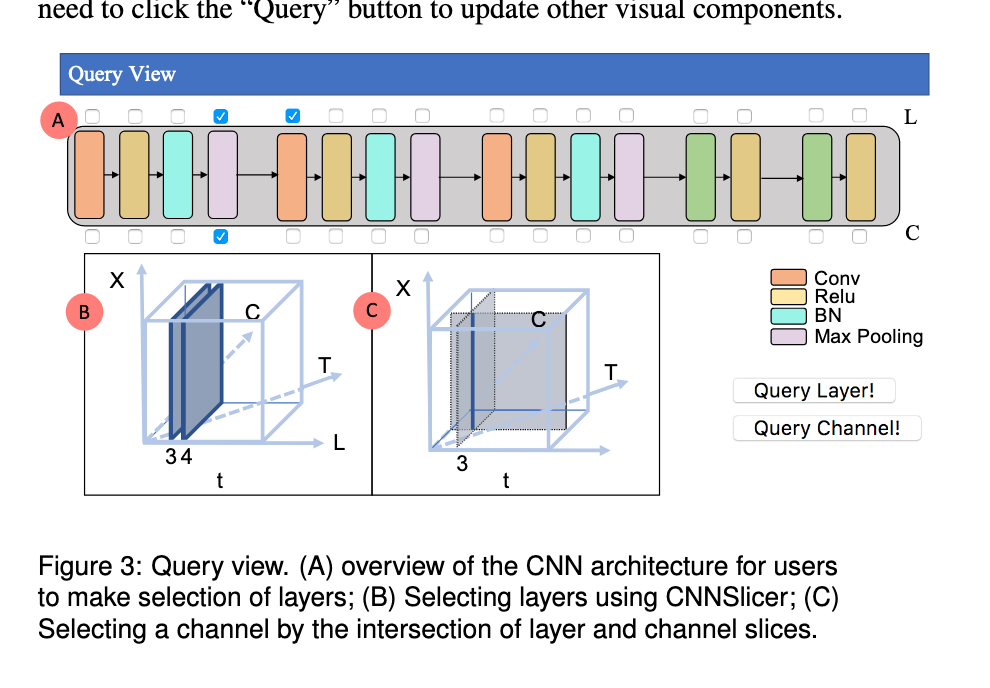 need to click the “Query” button to update other visual components.
Query View
A
L
C
X
B
C
T
L
3 4
t
X
C
C
T
3
t
Conv
Relu
BN
Max Pooling
Query Layer!
Query Channel!
Figure 3: Query view. (A) overview of the CNN architecture for users
to make selection of layers; (B) Selecting layers using CNNSlicer; (C)
Selecting a channel by the intersection of layer and channel slices.